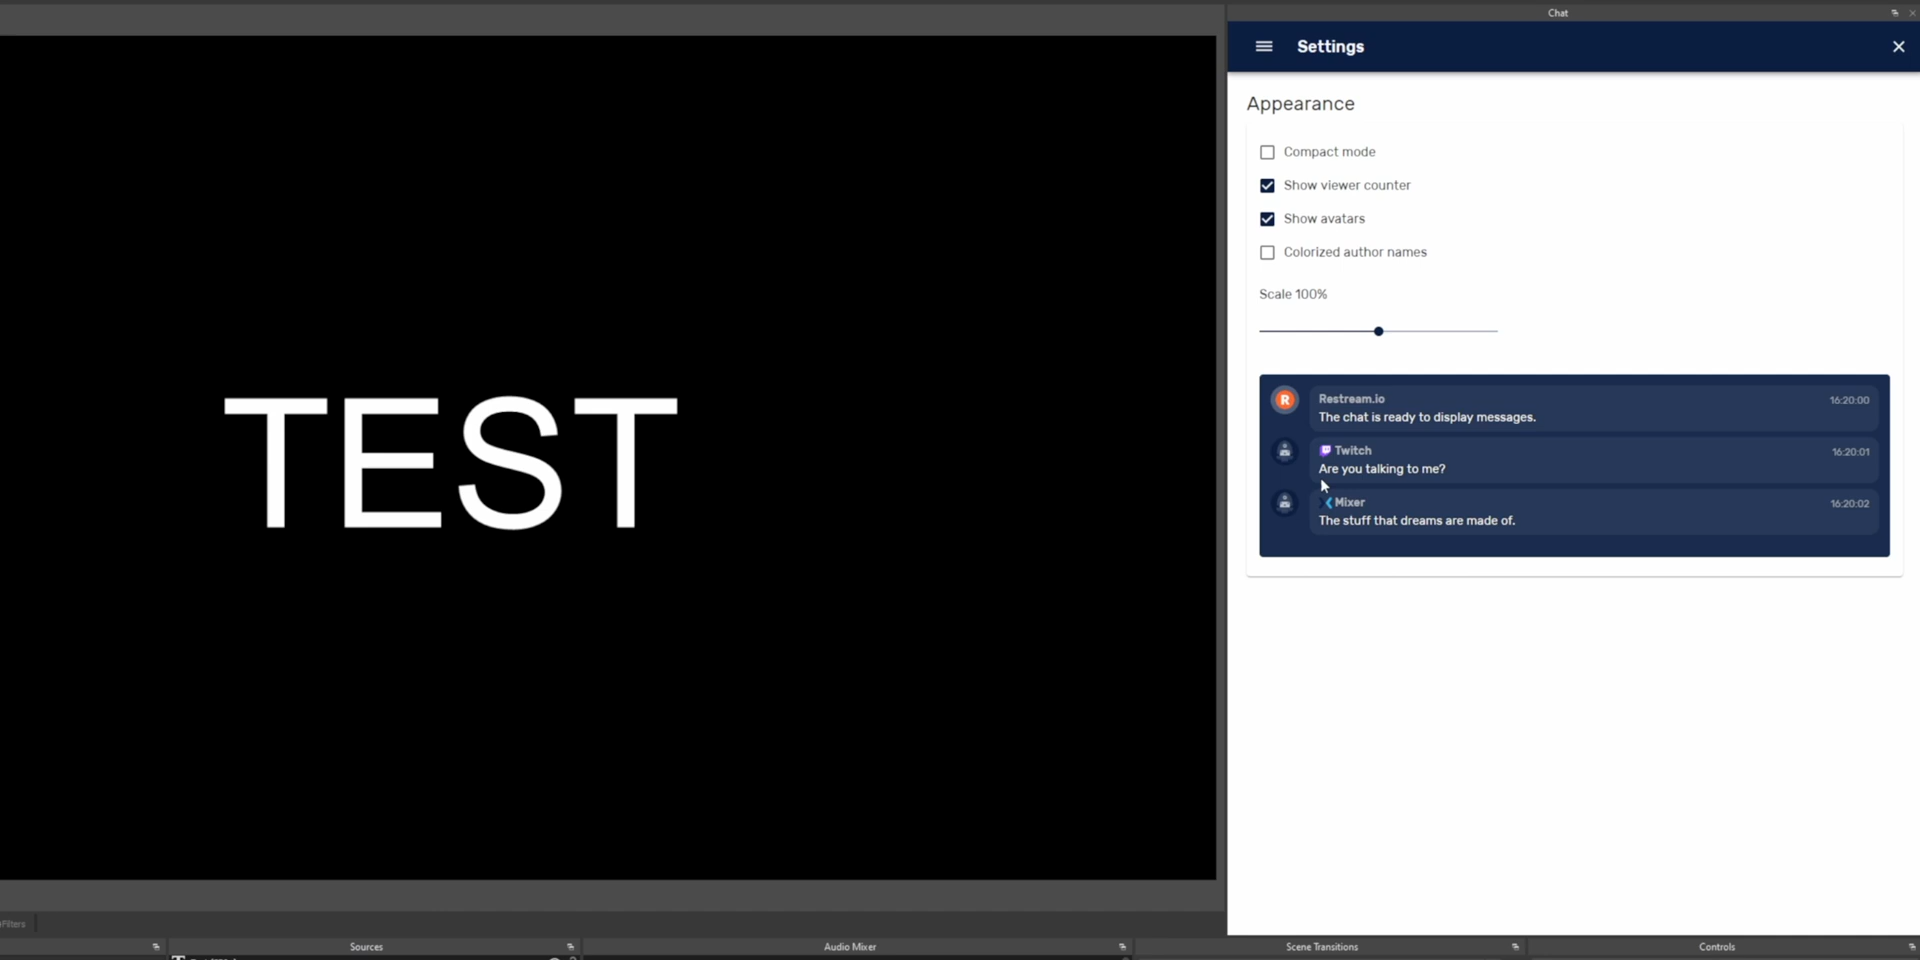 Chat
Settings
Appearance
Compact mode
Show viewer counter
Show avatars
Colorized author names
Scale 100%
TEST
R
Restream.io
16:20:00
The chat is ready to display messages.
Twitch
16:20:01
Are you talking to me?
Mixer
16:20:02
The stuff that dreams are made of.
Filters
Sources
Audio Mixer
Scene Transitions
Controls